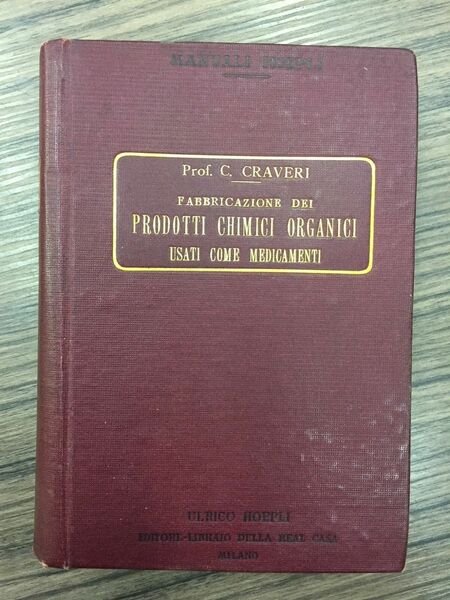 MANUALI HOEPLI
Prof. C. CRAVERI
FABBRICAZIONE DEI
PRODOTTI CHIMICI ORGANICI
USATI COME MEDICAMENTI
ULRICO HOEPLI
EDITORE-LIBRAIO DELLA REAL CASA
MILANO